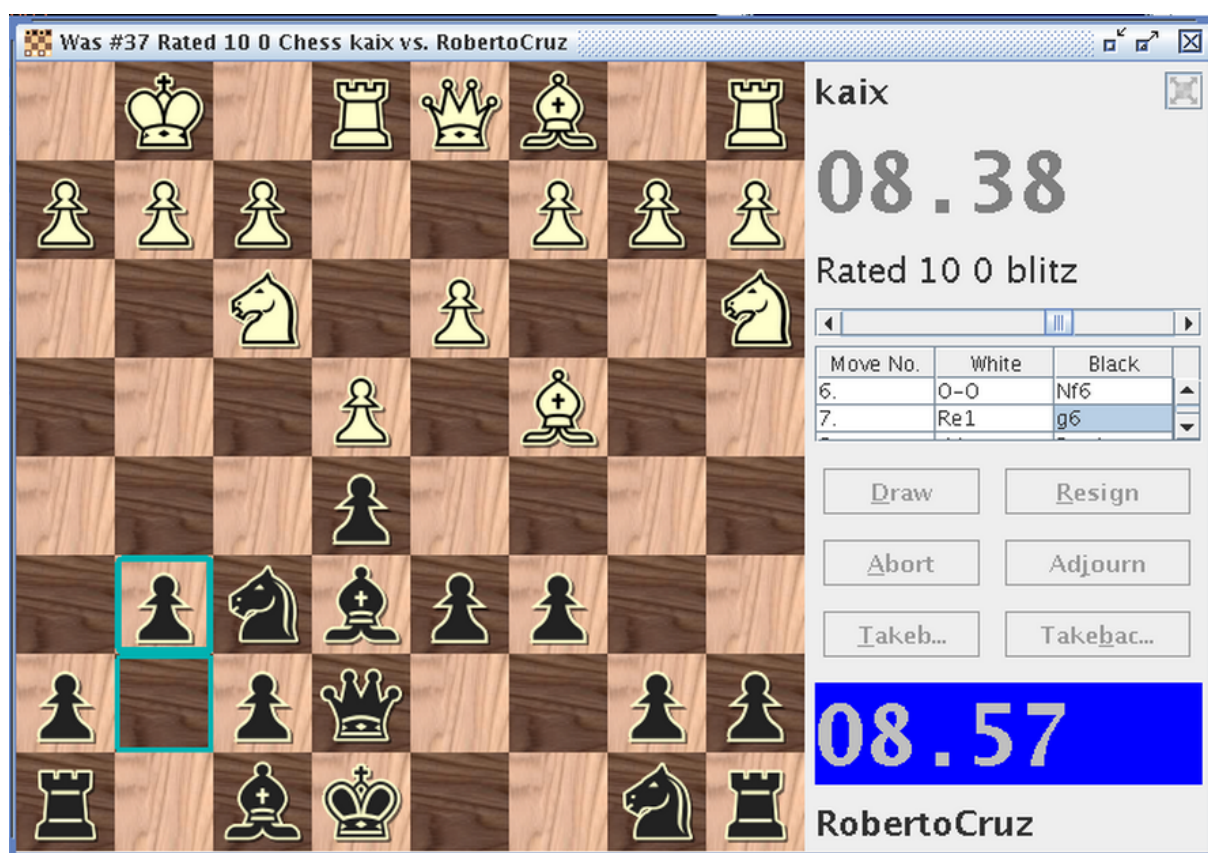 Was #37 Rated 10 0 Chess kaix vs. RobertoCruz
kaix
08.38
Rated 10 0 blitz
Move No. White Black
6. O-O Nf6
7. Re1 g6
Draw Resign
Abort Adjourn
Takeb... Takebac...
08.57
RobertoCruz